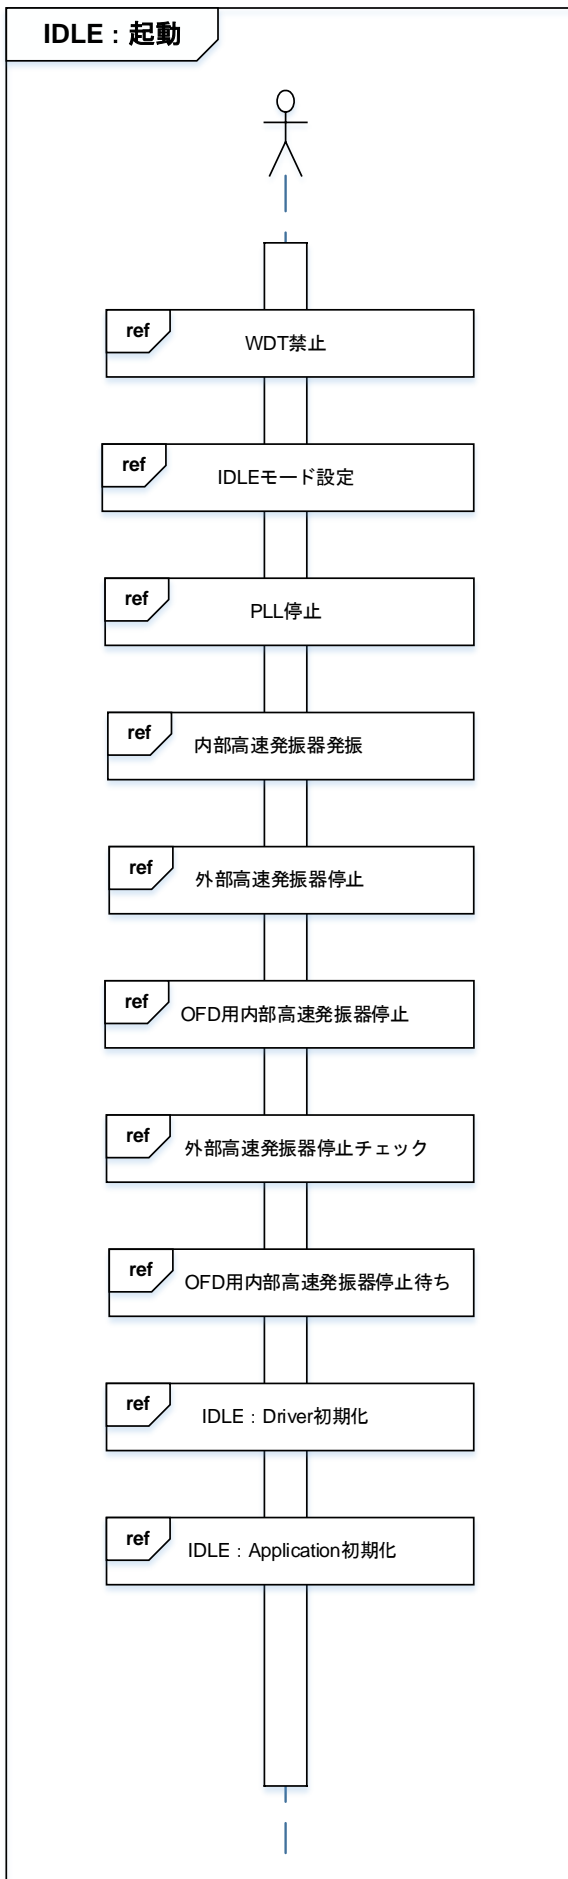 IDLE：起動
ref
WDT禁止
ref
IDLEモード設定
ref
PLL停止
ref
内部高速発振器発振
ref
外部高速発振器停止
ref
OFD用内部高速発振器停止
ref
外部高速発振器停止チェック
ref
OFD用内部高速発振器停止待ち
ref
IDLE：Driver初期化
ref
IDLE：Application初期化